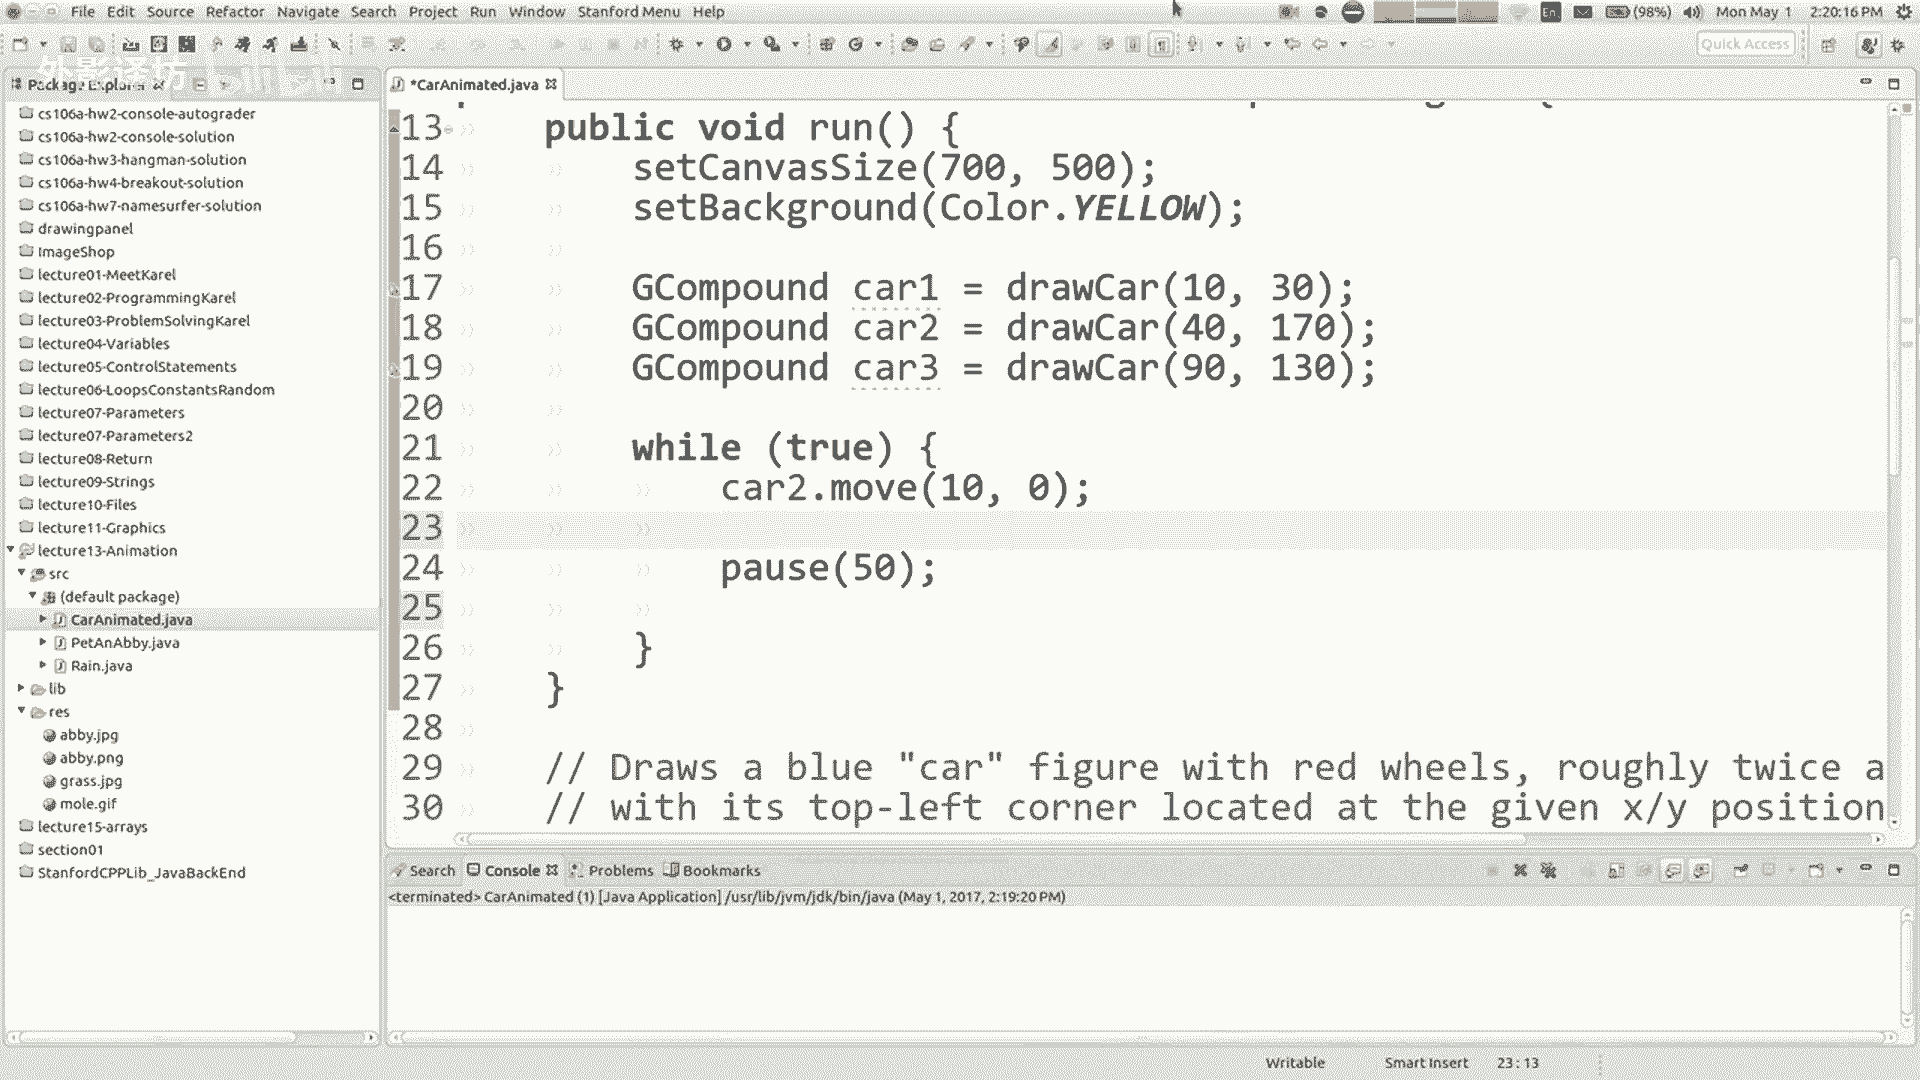 File Edit Source Refactor Navigate Search Project Run Window Stanford Menu Help
En (98%) Mon May 1 2:20:16 PM
Quick Access
外影译坊 bilibili
Package Explorer
cs106a-hw2-console-autograder
cs106a-hw2-console-solution
cs106a-hw3-hangman-solution
cs106a-hw4-breakout-solution
cs106a-hw7-namesurfer-solution
drawingpanel
ImageShop
lecture01-MeetKarel
lecture02-ProgrammingKarel
lecture03-ProblemSolvingKarel
lecture04-Variables
lecture05-ControlStatements
lecture06-LoopsConstantsRandom
lecture07-Parameters
lecture07-Parameters2
lecture08-Return
lecture09-Strings
lecture10-Files
lecture11-Graphics
lecture13-Animation
src
(default package)
CarAnimated.java
PetAnAbby.java
Rain.java
lib
res
abby.jpg
abby.png
grass.jpg
mole.gif
lecture15-arrays
section01
StanfordCPPLib_JavaBackEnd
*CarAnimated.java
13 public void run() {
14 setCanvasSize(700, 500);
15 setBackground(Color.YELLOW);
16
17 GCompound car1 = drawCar(10, 30);
18 GCompound car2 = drawCar(40, 170);
19 GCompound car3 = drawCar(90, 130);
20
21 while (true) {
22 car2.move(10, 0);
23
24 pause(50);
25
26 }
27 }
28
29 // Draws a blue "car" figure with red wheels, roughly twice a
30 // with its top-left corner located at the given x/y position
Search Console Problems Bookmarks
<terminated> CarAnimated (1) [Java Application] /usr/lib/jvm/jdk/bin/java (May 1, 2017, 2:19:20 PM)
Writable Smart Insert 23 : 13